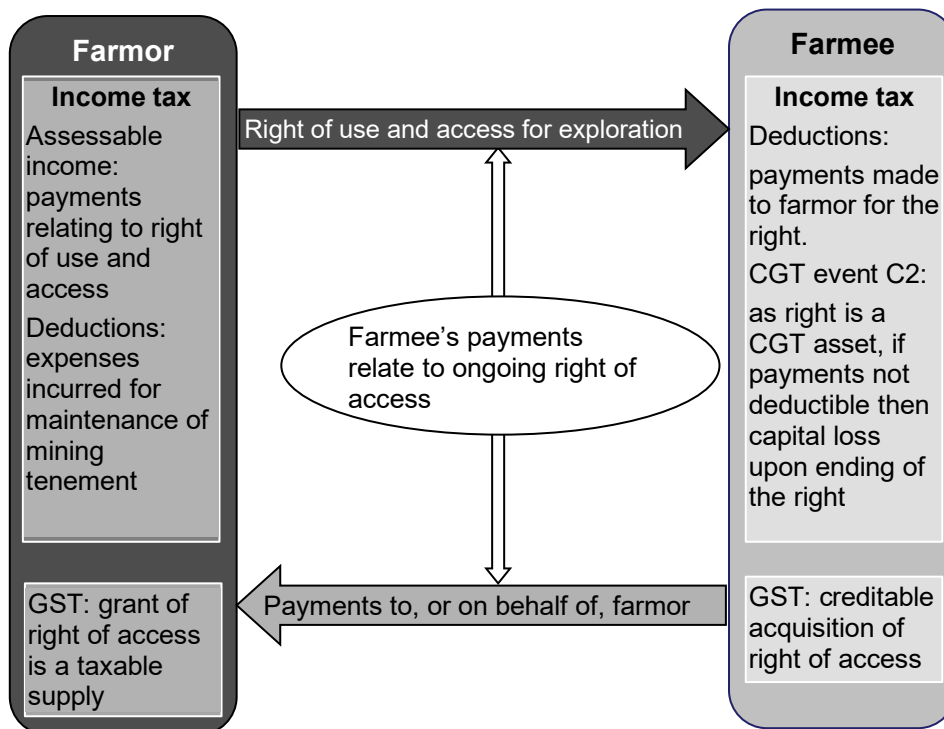 Farmor
Income tax
Assessable
income:
payments
relating to right
of use and
access
Deductions:
expenses
incurred for
maintenance of
mining
tenement
GST: grant of
right of access
is a taxable
supply
Right of use and access for exploration
Farmee's payments
relate to ongoing right of
access
Payments to, or on behalf of, farmor
Farmee
Income tax
Deductions:
payments made
to farmor for the
right.
CGT event C2:
as right is a
CGT asset, if
payments not
deductible then
capital loss
upon ending of
the right
GST: creditable
acquisition of
right of access